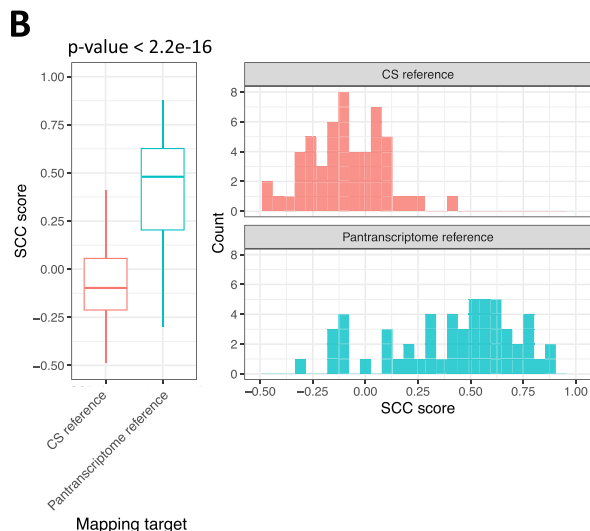 B
p-value < 2.2e-16
SCC score
1.00
0.75
0.50
0.25
0.00
−0.25
−0.50
CS reference
Pantranscriptome reference
Mapping target
CS reference
Count
8
6
4
2
0
Pantranscriptome reference
8
6
4
2
0
−0.50
−0.25
0.00
0.25
0.50
0.75
1.00
SCC score